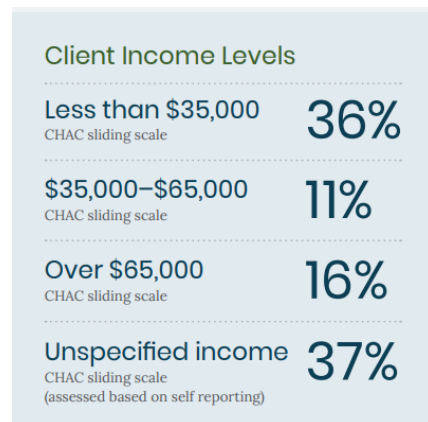 Client Income Levels
Less than $35,000 36%
CHAC sliding scale
$35,000–$65,000 11%
CHAC sliding scale
Over $65,000 16%
CHAC sliding scale
Unspecified income 37%
CHAC sliding scale
(assessed based on self reporting)